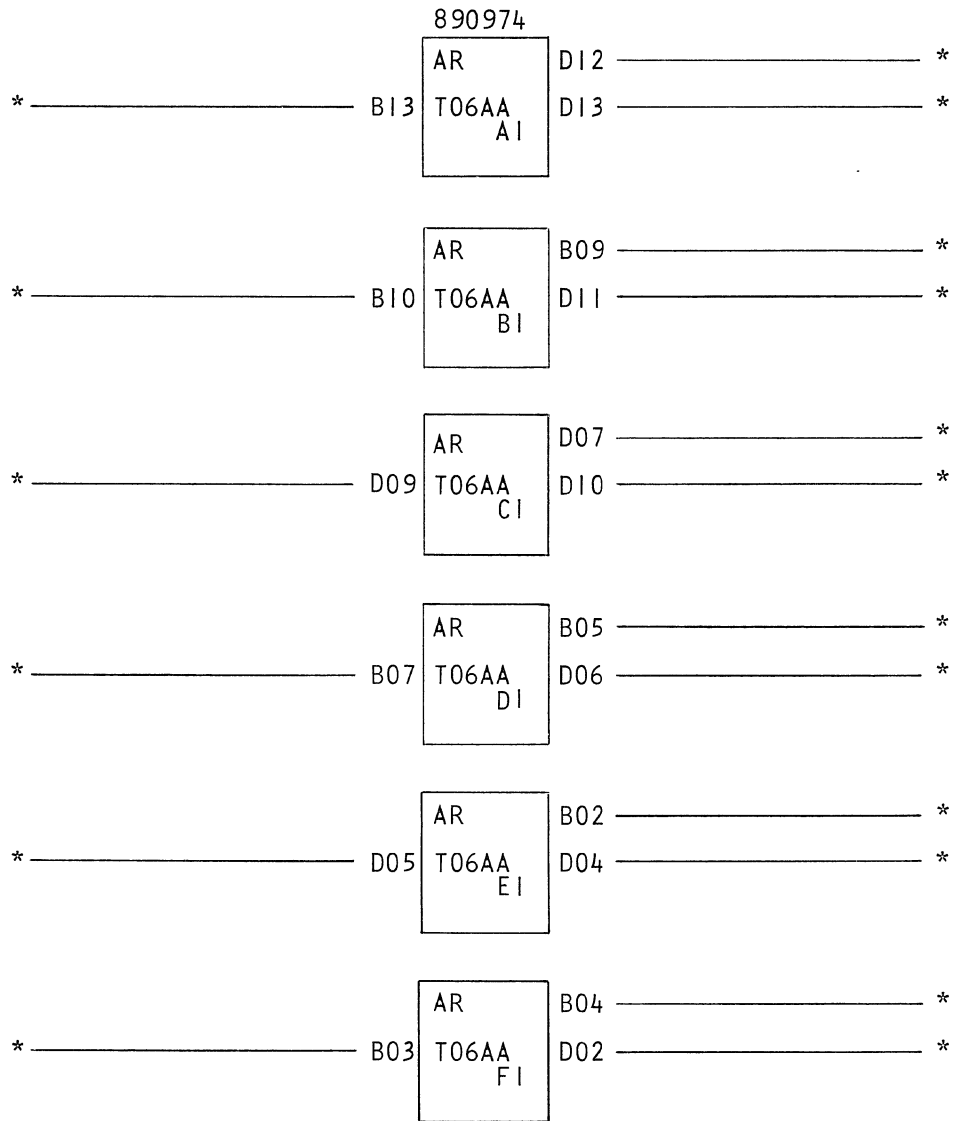 890974
AR D12 *
* B13 T06AA D13 *
A1
AR B09 *
* B10 T06AA D11 *
B1
AR D07 *
* D09 T06AA D10 *
C1
AR B05 *
* B07 T06AA D06 *
D1
AR B02 *
* D05 T06AA D04 *
E1
AR B04 *
* B03 T06AA D02 *
F1